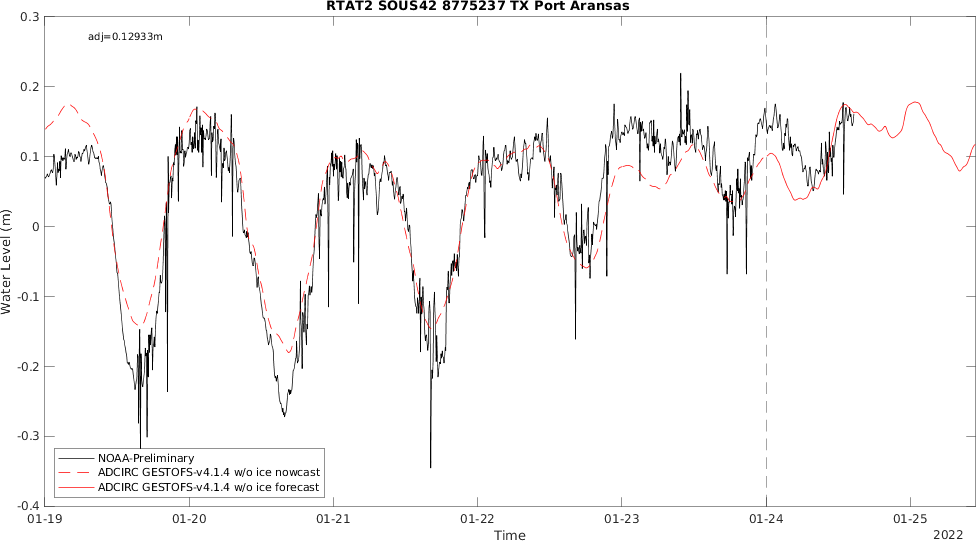 RTAT2 SOUS42 8775237 TX Port Aransas
adj=0.12933m
0.3
0.2
0.1
0
-0.1
-0.2
-0.3
-0.4
Water Level (m)
NOAA-Preliminary
ADCIRC GESTOFS-v4.1.4 w/o ice nowcast
ADCIRC GESTOFS-v4.1.4 w/o ice forecast
01-19 01-20 01-21 01-22 01-23 01-24 01-25
Time
2022